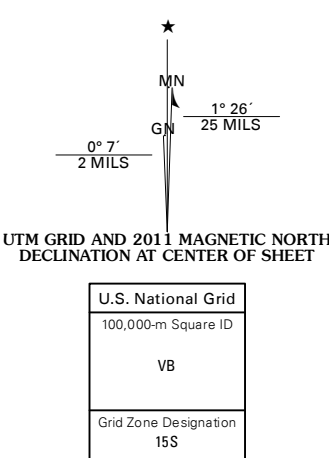 ★
MN
1° 26´
25 MILS
GN
0° 7´
2 MILS
UTM GRID AND 2011 MAGNETIC NORTH
DECLINATION AT CENTER OF SHEET
U.S. National Grid
100,000-m Square ID
VB
Grid Zone Designation
15S